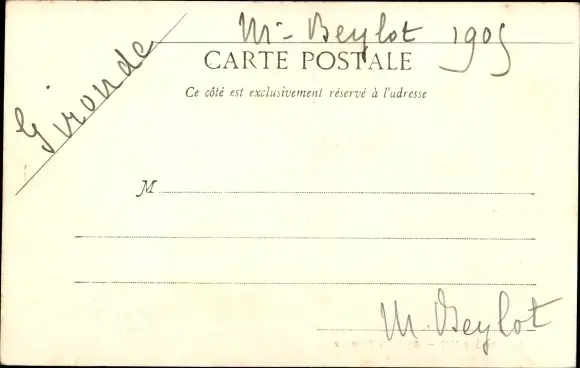 Mr Beylot 1905
Gironde
CARTE POSTALE
Ce côté est exclusivement réservé à l'adresse
M
M. Beylot